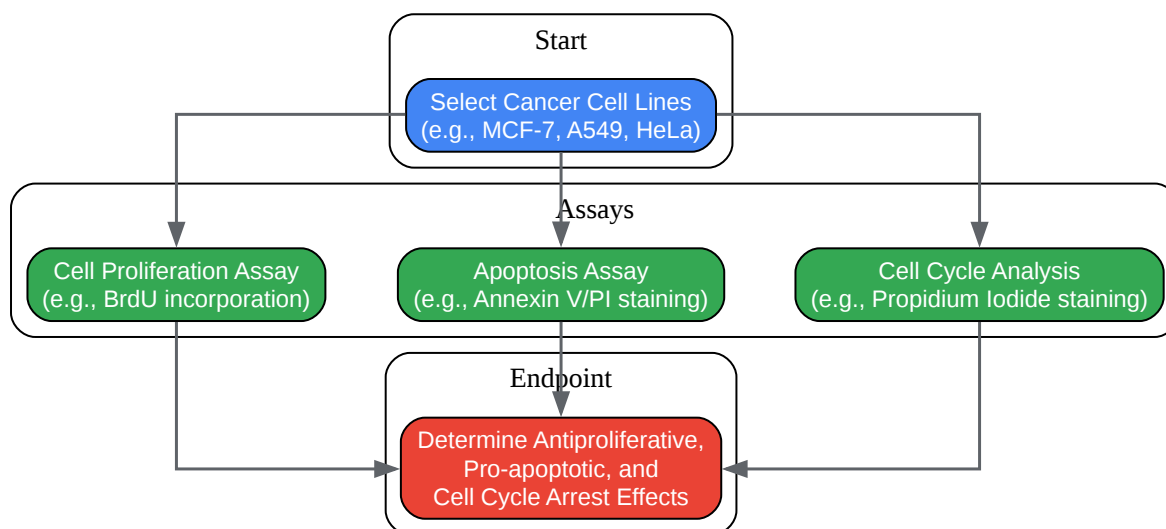 Start
Select Cancer Cell Lines
(e.g., MCF-7, A549, HeLa)
Assays
Cell Proliferation Assay
(e.g., BrdU incorporation)
Apoptosis Assay
(e.g., Annexin V/PI staining)
Cell Cycle Analysis
(e.g., Propidium Iodide staining)
Endpoint
Determine Antiproliferative,
Pro-apoptotic, and
Cell Cycle Arrest Effects